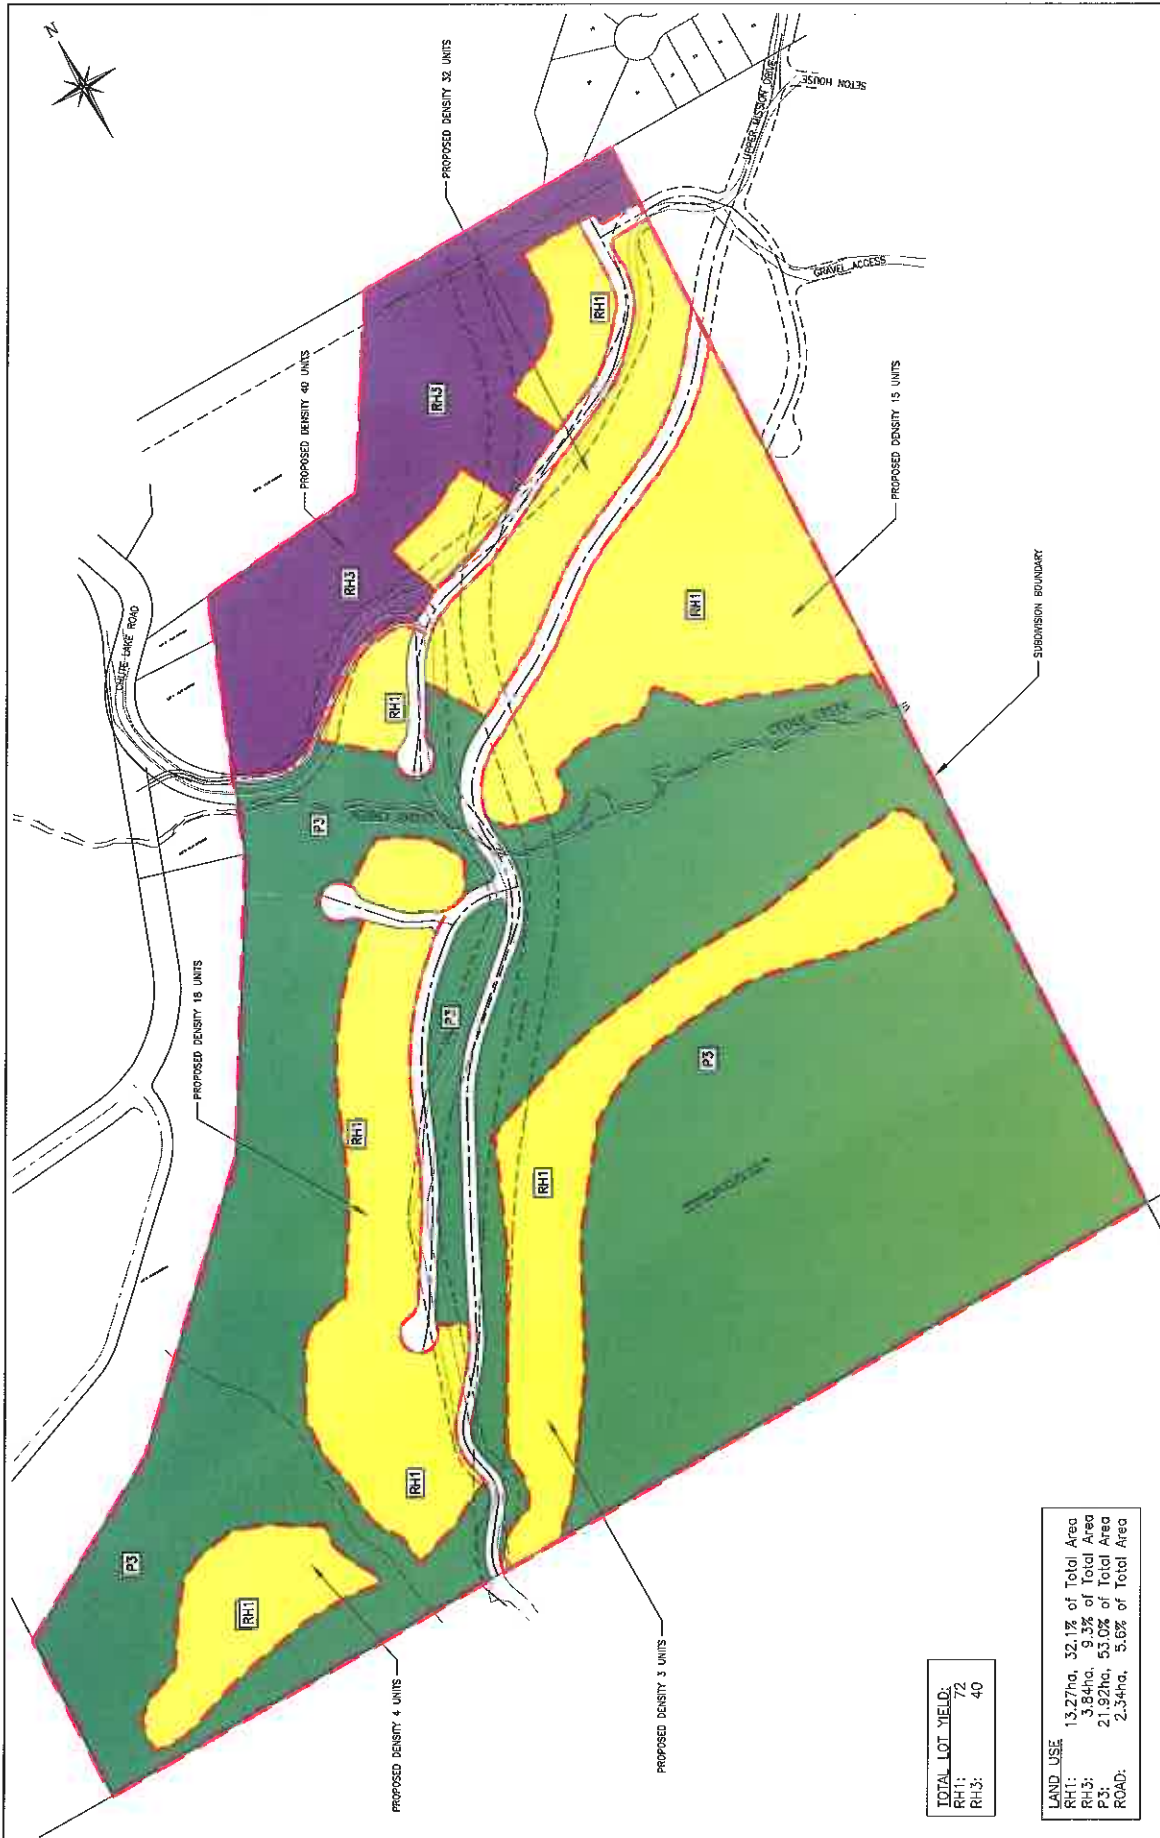 N
PROPOSED DENSITY 32 UNITS
SETON HOUSE
UPPER MISSION DRIVE
GRAVEL ACCESS
RH1
PROPOSED DENSITY 40 UNITS
RH3
PROPOSED DENSITY 15 UNITS
RH3
RH1
CHUTE LAKE ROAD
SUBDIVISION BOUNDARY
RH1
P3
PROPOSED DENSITY 18 UNITS
P3
P3
RH1
RH1
RH1
P3
RH1
PROPOSED DENSITY 4 UNITS
PROPOSED DENSITY 3 UNITS
TOTAL LOT YIELD:
RH1: 72
RH3: 40
LAND USE
RH1: 13.27ha, 32.1% of Total Area
RH3: 3.84ha, 9.3% of Total Area
P3: 21.92ha, 53.0% of Total Area
ROAD: 2.34ha, 5.6% of Total Area